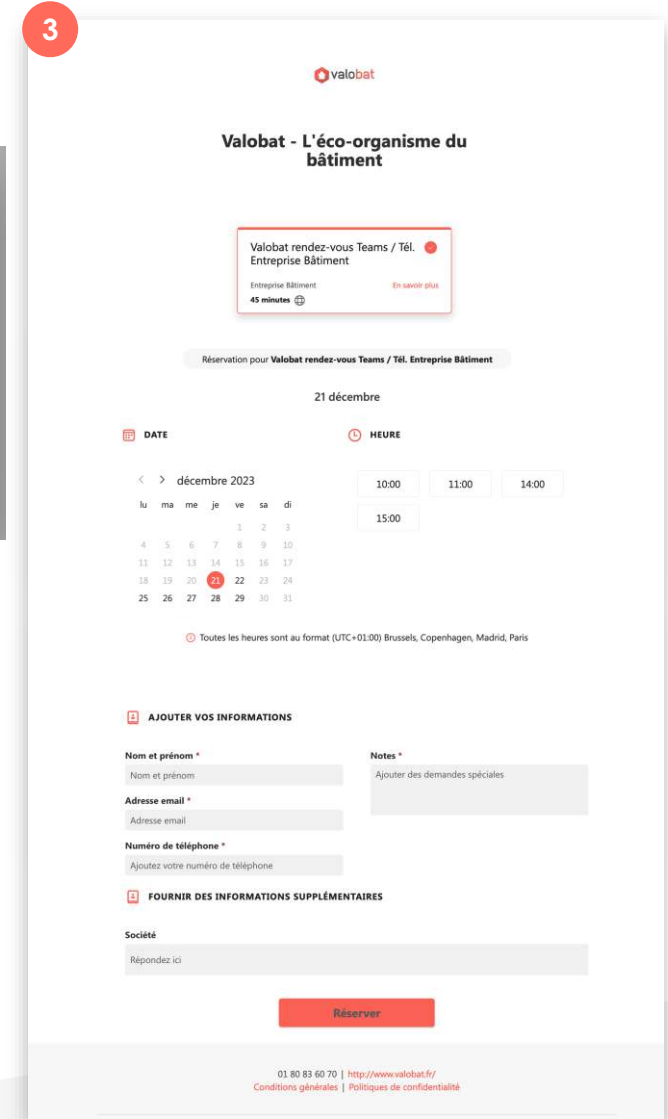 3
valobat
Valobat - L'éco-organisme du
bâtiment
Valobat rendez-vous Teams / Tél.
Entreprise Bâtiment
Entreprise Bâtiment En savoir plus
45 minutes
Réservation pour Valobat rendez-vous Teams / Tél. Entreprise Bâtiment
21 décembre
DATE HEURE
décembre 2023
10:00 11:00 14:00
lu ma me je ve sa di
15:00
1 2 3
4 5 6 7 8 9 10
11 12 13 14 15 16 17
18 19 20 21 22 23 24
25 26 27 28 29 30 31
Toutes les heures sont au format (UTC+01:00) Brussels, Copenhagen, Madrid, Paris
AJOUTER VOS INFORMATIONS
Nom et prénom * Notes *
Nom et prénom Ajouter des demandes spéciales
Adresse email *
Adresse email
Numéro de téléphone *
Ajoutez votre numéro de téléphone
FOURNIR DES INFORMATIONS SUPPLÉMENTAIRES
Société
Répondez ici
Réserver
01 80 83 60 70 | http://www.valobat.fr/
Conditions générales | Politiques de confidentialité